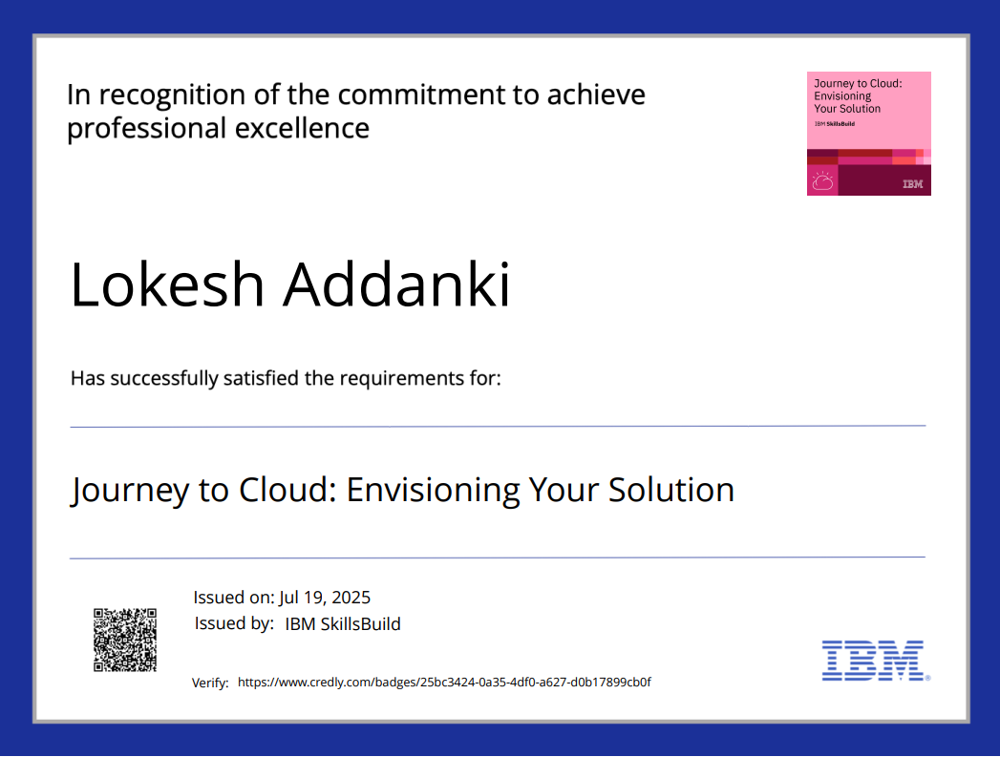 In recognition of the commitment to achieve
professional excellence
Journey to Cloud:
Envisioning
Your Solution
IBM SkillsBuild
IBM
Lokesh Addanki
Has successfully satisfied the requirements for:
Journey to Cloud: Envisioning Your Solution
Issued on: Jul 19, 2025
Issued by: IBM SkillsBuild
Verify: https://www.credly.com/badges/25bc3424-0a35-4df0-a627-d0b17899cb0f
IBM®